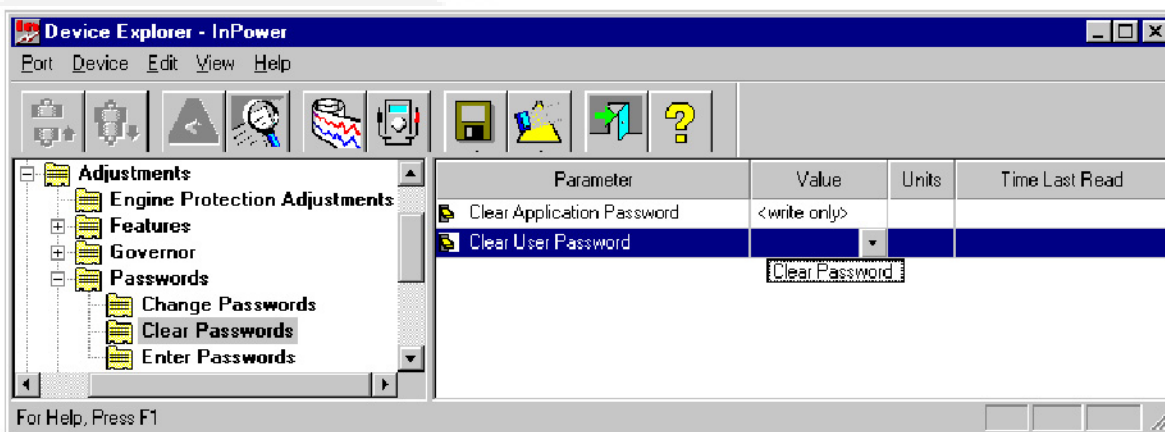 Device Explorer - InPower
Port Device Edit View Help
Adjustments
Engine Protection Adjustments
Features
Governor
Passwords
Change Passwords
Clear Passwords
Enter Passwords
Parameter Value Units Time Last Read
Clear Application Password <write only>
Clear User Password
Clear Password
For Help, Press F1